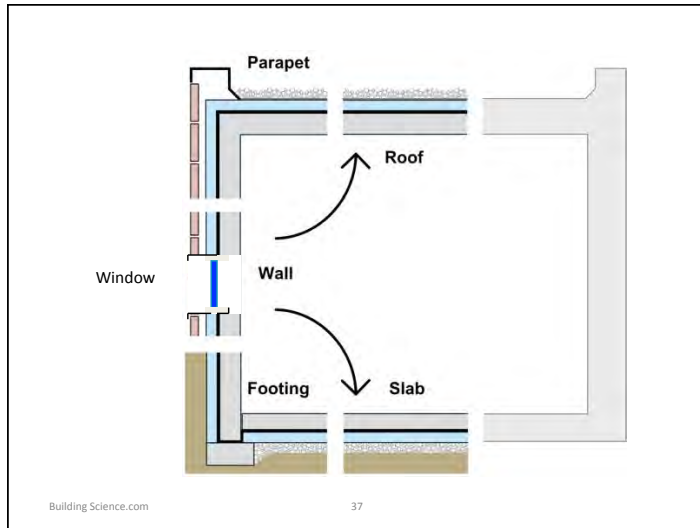 Parapet
Roof
Window
Wall
Footing
Slab
Building Science.com
37